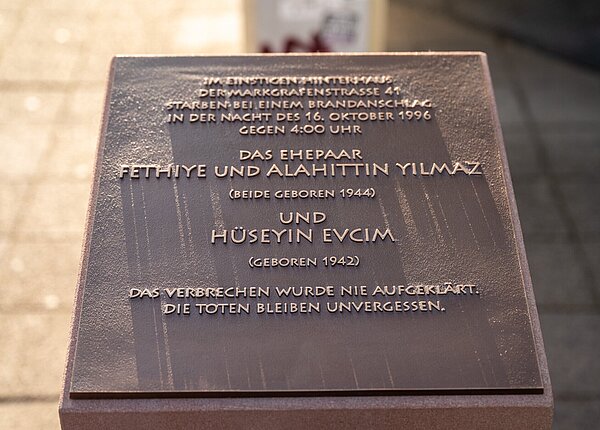 IM EINSTIGEN HINTERHAUS
DER MARKGRAFENSTRASSE 41
STARBEN BEI EINEM BRANDANSCHLAG
IN DER NACHT DES 16. OKTOBER 1996
GEGEN 4:00 UHR
DAS EHEPAAR
FETHIYE UND ALAHITTIN YILMAZ
(BEIDE GEBOREN 1944)
UND
HÜSEYIN EVCIM
(GEBOREN 1942)
DAS VERBRECHEN WURDE NIE AUFGEKLÄRT.
DIE TOTEN BLEIBEN UNVERGESSEN.